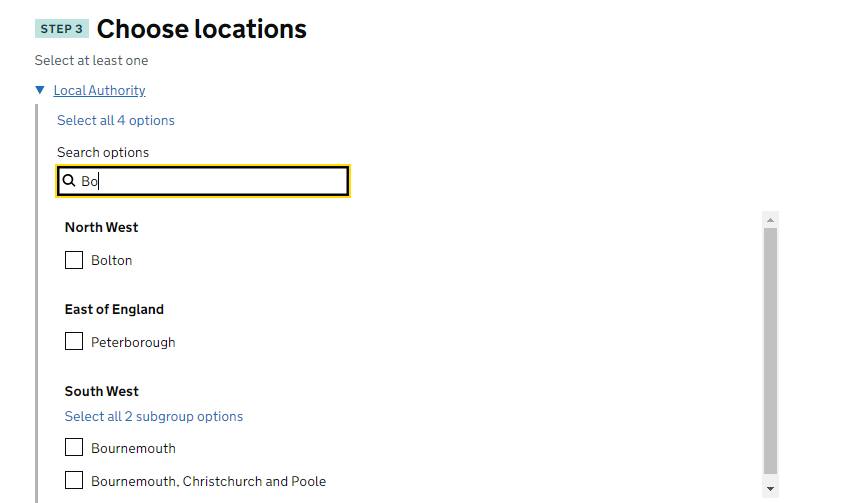 STEP 3 Choose locations
Select at least one
Local Authority
Select all 4 options
Search options
Bo
North West
Bolton
East of England
Peterborough
South West
Select all 2 subgroup options
Bournemouth
Bournemouth, Christchurch and Poole